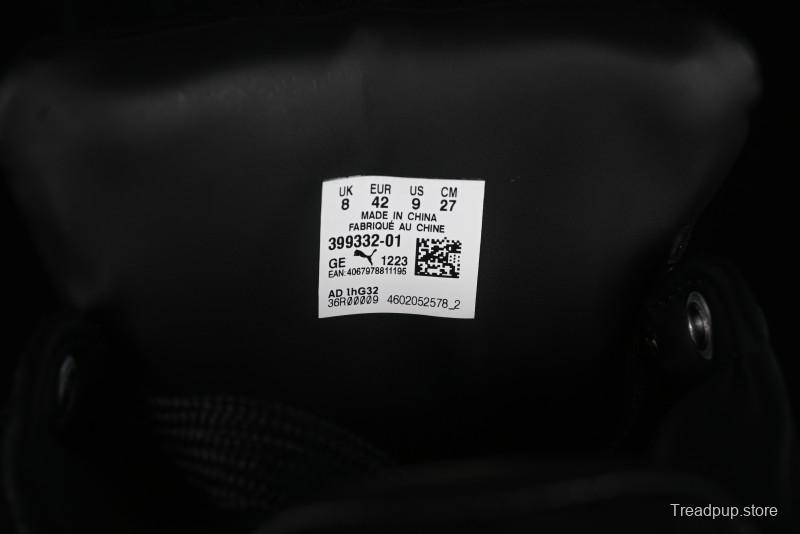 UK EUR US CM
8 42 9 27
MADE IN CHINA
FABRIQUÉ AU CHINE
399332-01
GE 1223
EAN:4067978811195
AD 1hG32
36R00009 4602052578_2
Treadpup.store